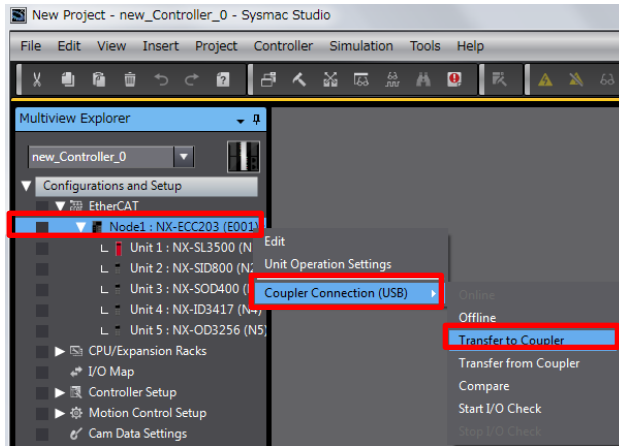 New Project - new_Controller_0 - Sysmac Studio
File Edit View Insert Project Controller Simulation Tools Help
Multiview Explorer
new_Controller_0
Configurations and Setup
EtherCAT
Node1 : NX-ECC203 (E001)
Unit 1 : NX-SL3500 (N
Unit 2 : NX-SID800 (N2
Unit 3 : NX-SOD400 (
Unit 4 : NX-ID3417 (N4)
Unit 5 : NX-OD3256 (N5)
CPU/Expansion Racks
I/O Map
Controller Setup
Motion Control Setup
Cam Data Settings
Edit
Unit Operation Settings
Coupler Connection (USB)
Online
Offline
Transfer to Coupler
Transfer from Coupler
Compare
Start I/O Check
Stop I/O Check